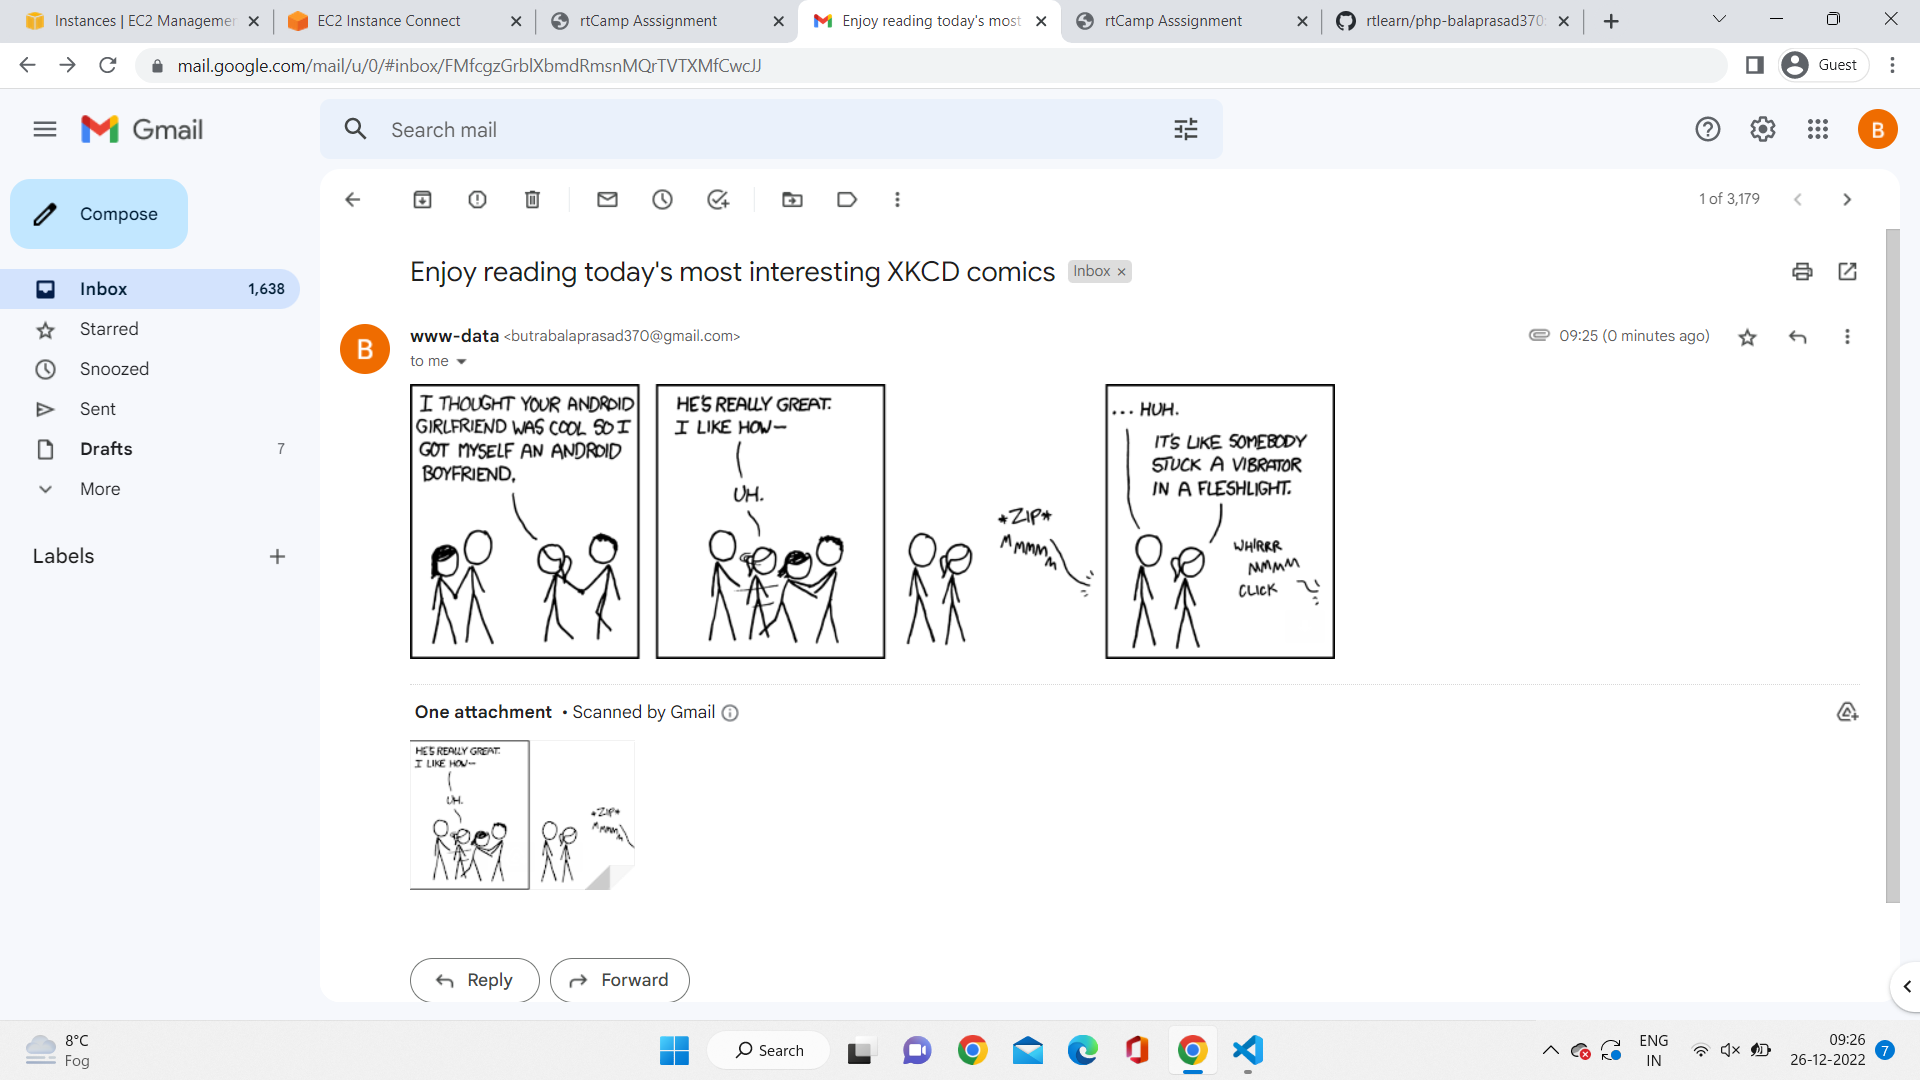 Instances | EC2 Managemen
EC2 Instance Connect
rtCamp Asssignment
Enjoy reading today's most
rtCamp Asssignment
rtlearn/php-balaprasad370
mail.google.com/mail/u/0/#inbox/FMfcgzGrblXbmdRmsnMQrTVTXMfCwcJJ
Guest
Gmail
Search mail
B
Compose
1 of 3,179
Enjoy reading today's most interesting XKCD comics
Inbox ×
Inbox 1,638
Starred
Snoozed
Sent
Drafts 7
More
Labels
B
www-data <butrabalaprasad370@gmail.com>
09:25 (0 minutes ago)
to me
I THOUGHT YOUR ANDROID
GIRLFRIEND WAS COOL SO I
GOT MYSELF AN ANDROID
BOYFRIEND.
HE'S REALLY GREAT.
I LIKE HOW—
UH.
*ZIP*
MMMMM
... HUH.
IT'S LIKE SOMEBODY
STUCK A VIBRATOR
IN A FLESHLIGHT.
WHIRRR
MMMM
CLICK
One attachment • Scanned by Gmail
HE'S REALLY GREAT.
I LIKE HOW—
UH.
*ZIP*
MMMMM
Reply
Forward
8°C
Fog
Search
ENG
IN
09:26
26-12-2022
7